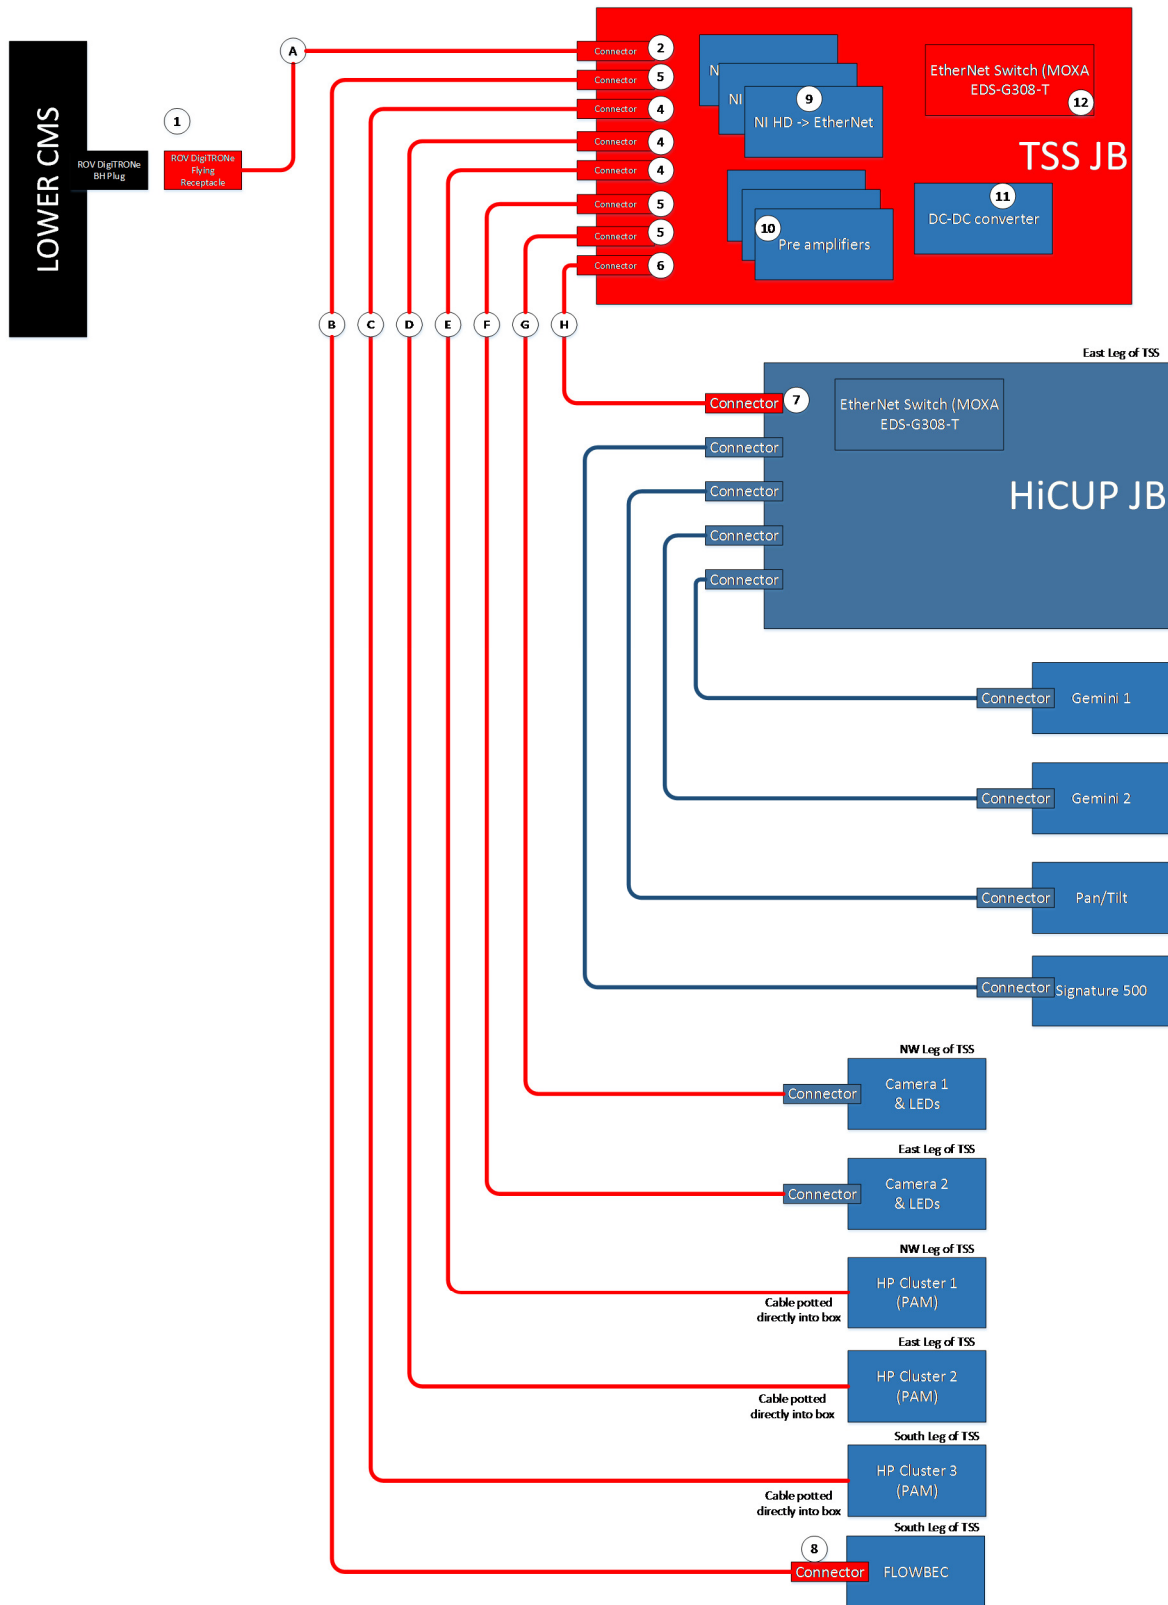 LOWER CMS
ROV DigiTRONe
BH Plug
1
ROV DigiTRONe
Flying
Receptacle
A
Connector 2
Connector 5
Connector 4
Connector 4
Connector 4
Connector 5
Connector 5
Connector 6
N
NI
9
NI HD -> EtherNet
10
Pre amplifiers
EtherNet Switch (MOXA
EDS-G308-T
12
TSS JB
11
DC-DC converter
B C D E F G H
East Leg of TSS
Connector 7
EtherNet Switch (MOXA
EDS-G308-T
HiCUP JB
Connector
Connector
Connector
Connector
Connector Gemini 1
Connector Gemini 2
Connector Pan/Tilt
Connector Signature 500
NW Leg of TSS
Connector
Camera 1
& LEDs
East Leg of TSS
Connector
Camera 2
& LEDs
NW Leg of TSS
HP Cluster 1
(PAM)
Cable potted
directly into box
East Leg of TSS
HP Cluster 2
(PAM)
Cable potted
directly into box
South Leg of TSS
HP Cluster 3
(PAM)
Cable potted
directly into box
South Leg of TSS
8
Connector FLOWBEC